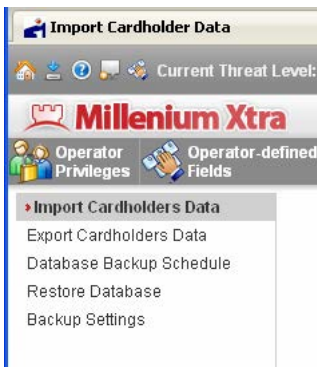 Import Cardholder Data
Current Threat Level:
Millenium Xtra
Operator Privileges
Operator-defined Fields
Import Cardholders Data
Export Cardholders Data
Database Backup Schedule
Restore Database
Backup Settings